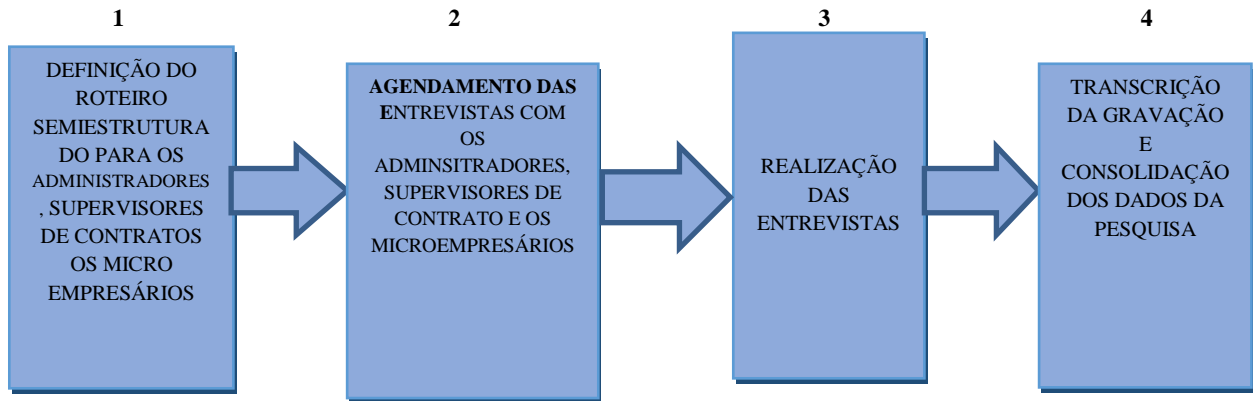 1
DEFINIÇÃO DO
ROTEIRO
SEMIESTRUTURA
DO PARA OS
ADMINISTRADORES
, SUPERVISORES
DE CONTRATOS
OS MICRO
EMPRESÁRIOS
2
AGENDAMENTO DAS
ENTREVISTAS COM
OS
ADMINSITRADORES,
SUPERVISORES DE
CONTRATO E OS
MICROEMPRESÁRIOS
3
REALIZAÇÃO
DAS
ENTREVISTAS
4
TRANSCRIÇÃO
DA GRAVAÇÃO
E
CONSOLIDAÇÃO
DOS DADOS DA
PESQUISA